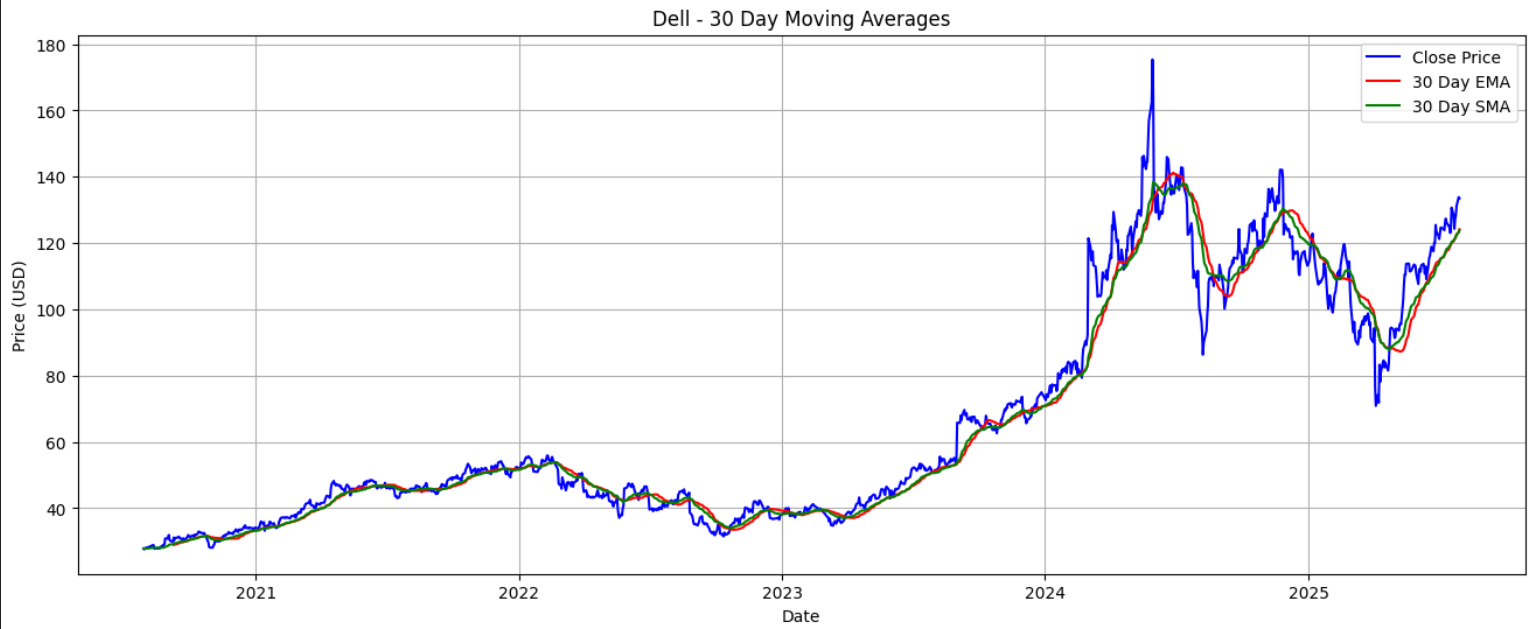 Dell - 30 Day Moving Averages
Close Price
30 Day EMA
30 Day SMA
Price (USD)
180
160
140
120
100
80
60
40
2021
2022
2023
2024
2025
Date